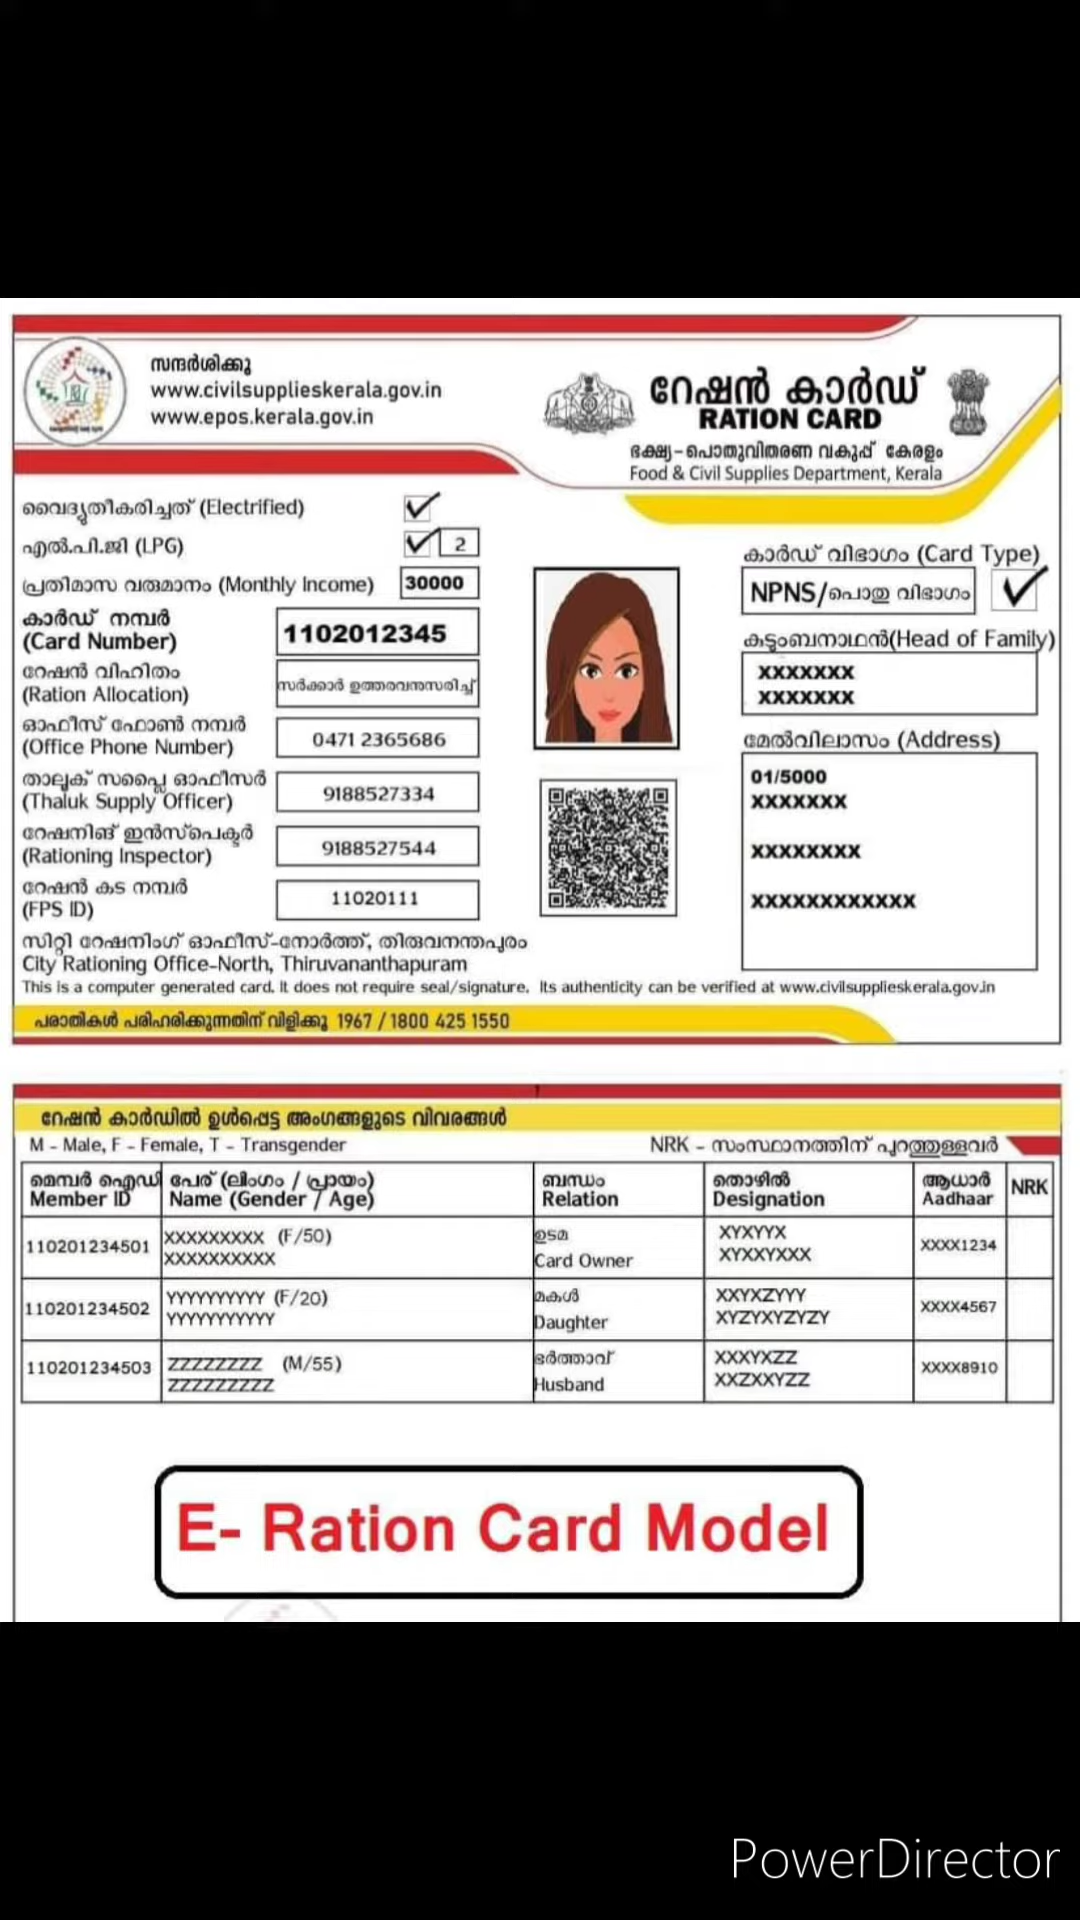 സന്ദർശിക്കൂ
www.civilsupplieskerala.gov.in
www.epos.kerala.gov.in
റേഷൻ കാർഡ്
RATION CARD
ഭക്ഷ്യ-പൊതുവിതരണ വകുപ്പ് കേരളം
Food & Civil Supplies Department, Kerala
വൈദ്യുതീകരിച്ചത് (Electrified)
എൽ.പി.ജി (LPG) 2
പ്രതിമാസ വരുമാനം (Monthly Income) 30000
കാർഡ് നമ്പർ
(Card Number) 1102012345
റേഷൻ വിഹിതം
(Ration Allocation) സർക്കാർ ഉത്തരവനുസരിച്ച്
ഓഫീസ് ഫോൺ നമ്പർ
(Office Phone Number) 0471 2365686
താലൂക് സപ്ലൈ ഓഫീസർ
(Thaluk Supply Officer) 9188527334
റേഷനിങ് ഇൻസ്പെക്ടർ
(Rationing Inspector) 9188527544
റേഷൻ കട നമ്പർ
(FPS ID) 11020111
കാർഡ് വിഭാഗം (Card Type)
NPNS/പൊതു വിഭാഗം
കുടുംബനാഥൻ(Head of Family)
XXXXXXX
XXXXXXX
മേൽവിലാസം (Address)
01/5000
XXXXXXX
XXXXXXXX
XXXXXXXXXXXX
സിറ്റി റേഷനിംഗ് ഓഫീസ്-നോർത്ത്, തിരുവനന്തപുരം
City Rationing Office-North, Thiruvananthapuram
This is a computer generated card. It does not require seal/signature. Its authenticity can be verified at www.civilsupplieskerala.gov.in
പരാതികൾ പരിഹരിക്കുന്നതിന് വിളിക്കൂ 1967 / 1800 425 1550
റേഷൻ കാർഡിൽ ഉൾപ്പെട്ട അംഗങ്ങളുടെ വിവരങ്ങൾ
M - Male, F - Female, T - Transgender NRK - സംസ്ഥാനത്തിന് പുറത്തുള്ളവർ
മെമ്പർ ഐഡി പേര് (ലിംഗം / പ്രായം) ബന്ധം തൊഴിൽ ആധാർ
Member ID Name (Gender / Age) Relation Designation Aadhaar NRK
110201234501 XXXXXXXXX (F/50) ഉടമ XYXYYX XXXX1234
XXXXXXXXXX Card Owner XYXXYXXX
110201234502 YYYYYYYYYY (F/20) മകൾ XXYXZYYY XXXX4567
YYYYYYYYYYY Daughter XYZYXYZYZY
110201234503 ZZZZZZZZZ (M/55) ഭർത്താവ് XXXYXZZ XXXX8910
ZZZZZZZZZZ Husband XXZXXYZZ
E- Ration Card Model
PowerDirector